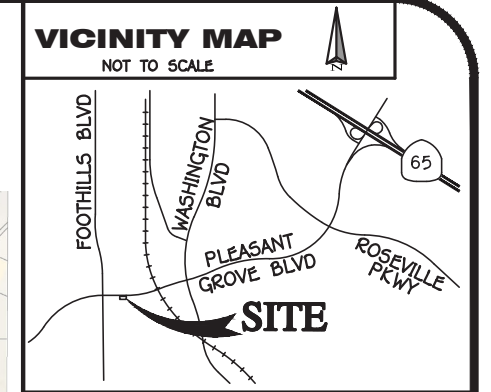 VICINITY MAP
NOT TO SCALE
N
FOOTHILLS BLVD
WASHINGTON
BLVD
65
PLEASANT
GROVE BLVD
ROSEVILLE
PKWY
SITE